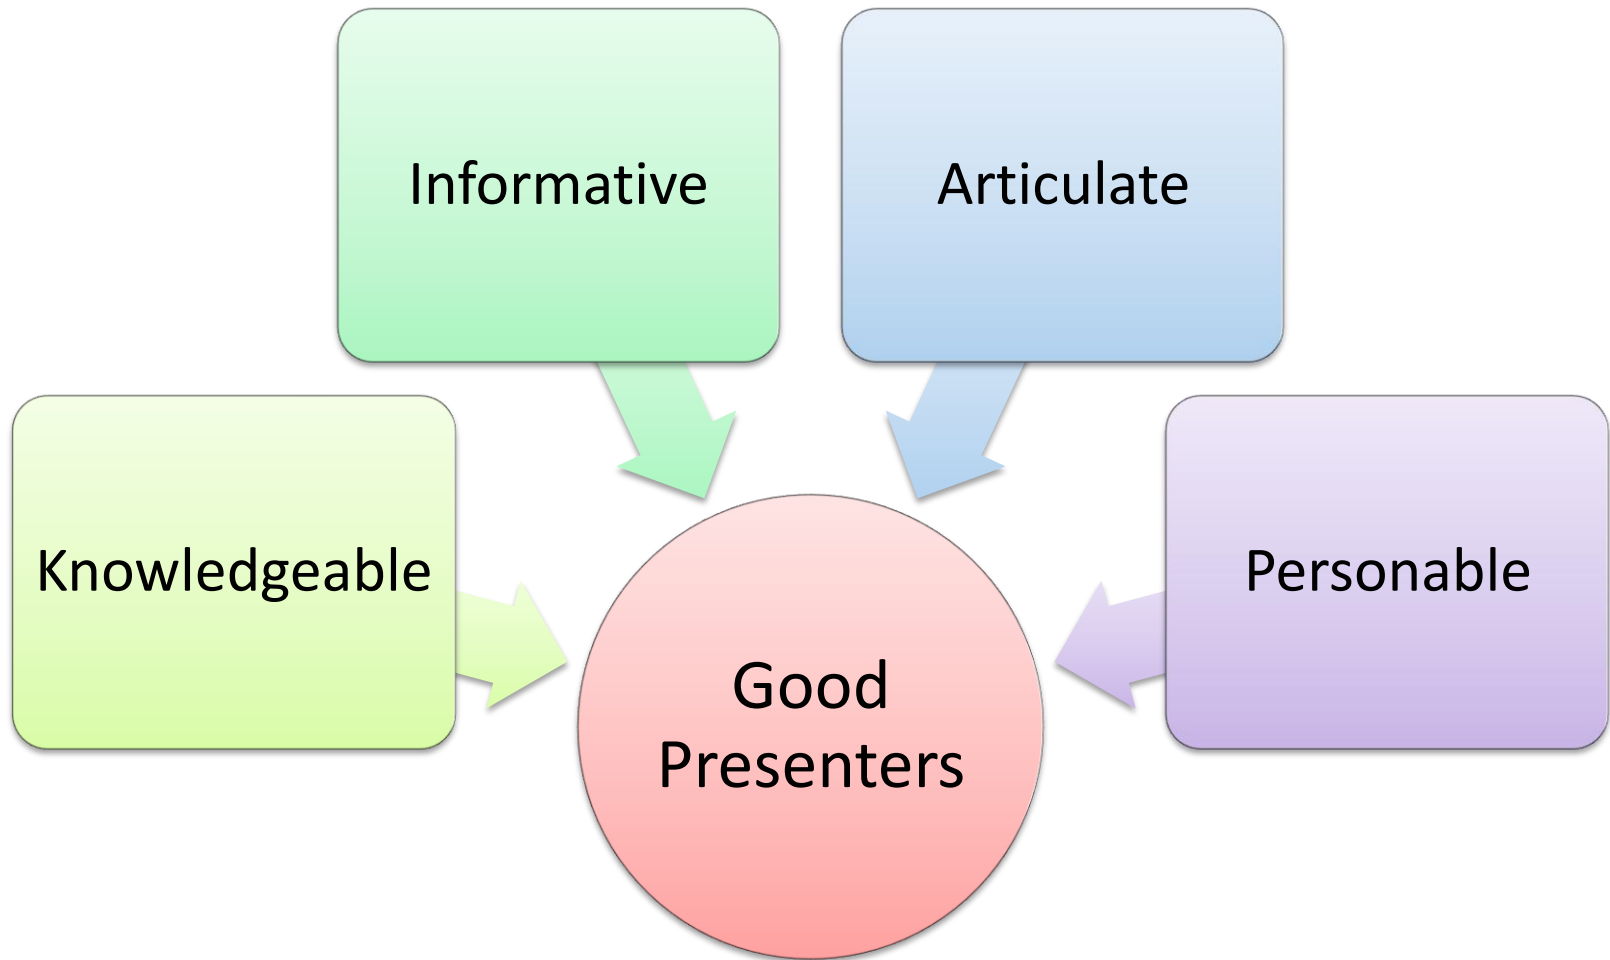 Informative
Articulate
Knowledgeable
Personable
Good
Presenters